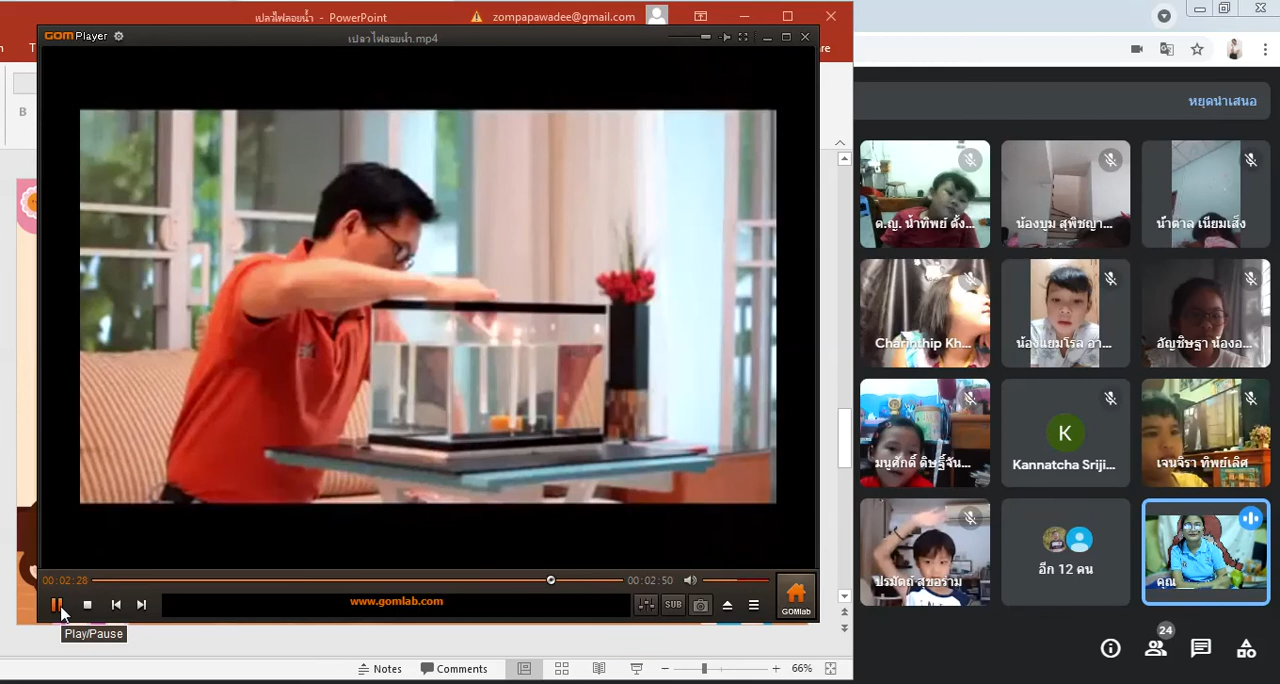 เปลวไฟลอยน้ำ - PowerPoint
zompapawadee@gmail.com
GOM Player
เปลวไฟลอยน้ำ.mp4
B
หยุดนำเสนอ
ด.ญ. น้ำทิพย์ ตั้ง...
น้องบูม สุพิชญา...
น้ำตาล เนียมเส็ง
Charinthip Kh...
น้องแยมโรล อา...
อัญชิษฐา น้องอ...
มนูศักดิ์ ดิษฐิ์จัน...
K
Kannatcha Sriji...
เจนจิรา ทิพย์เลิศ
ปรมัตถ์ สุขอร่าม
อีก 12 คน
คุณ
00:02:28
00:02:50
www.gomlab.com
SUB
GOMlab
Play/Pause
Notes
Comments
66%
24